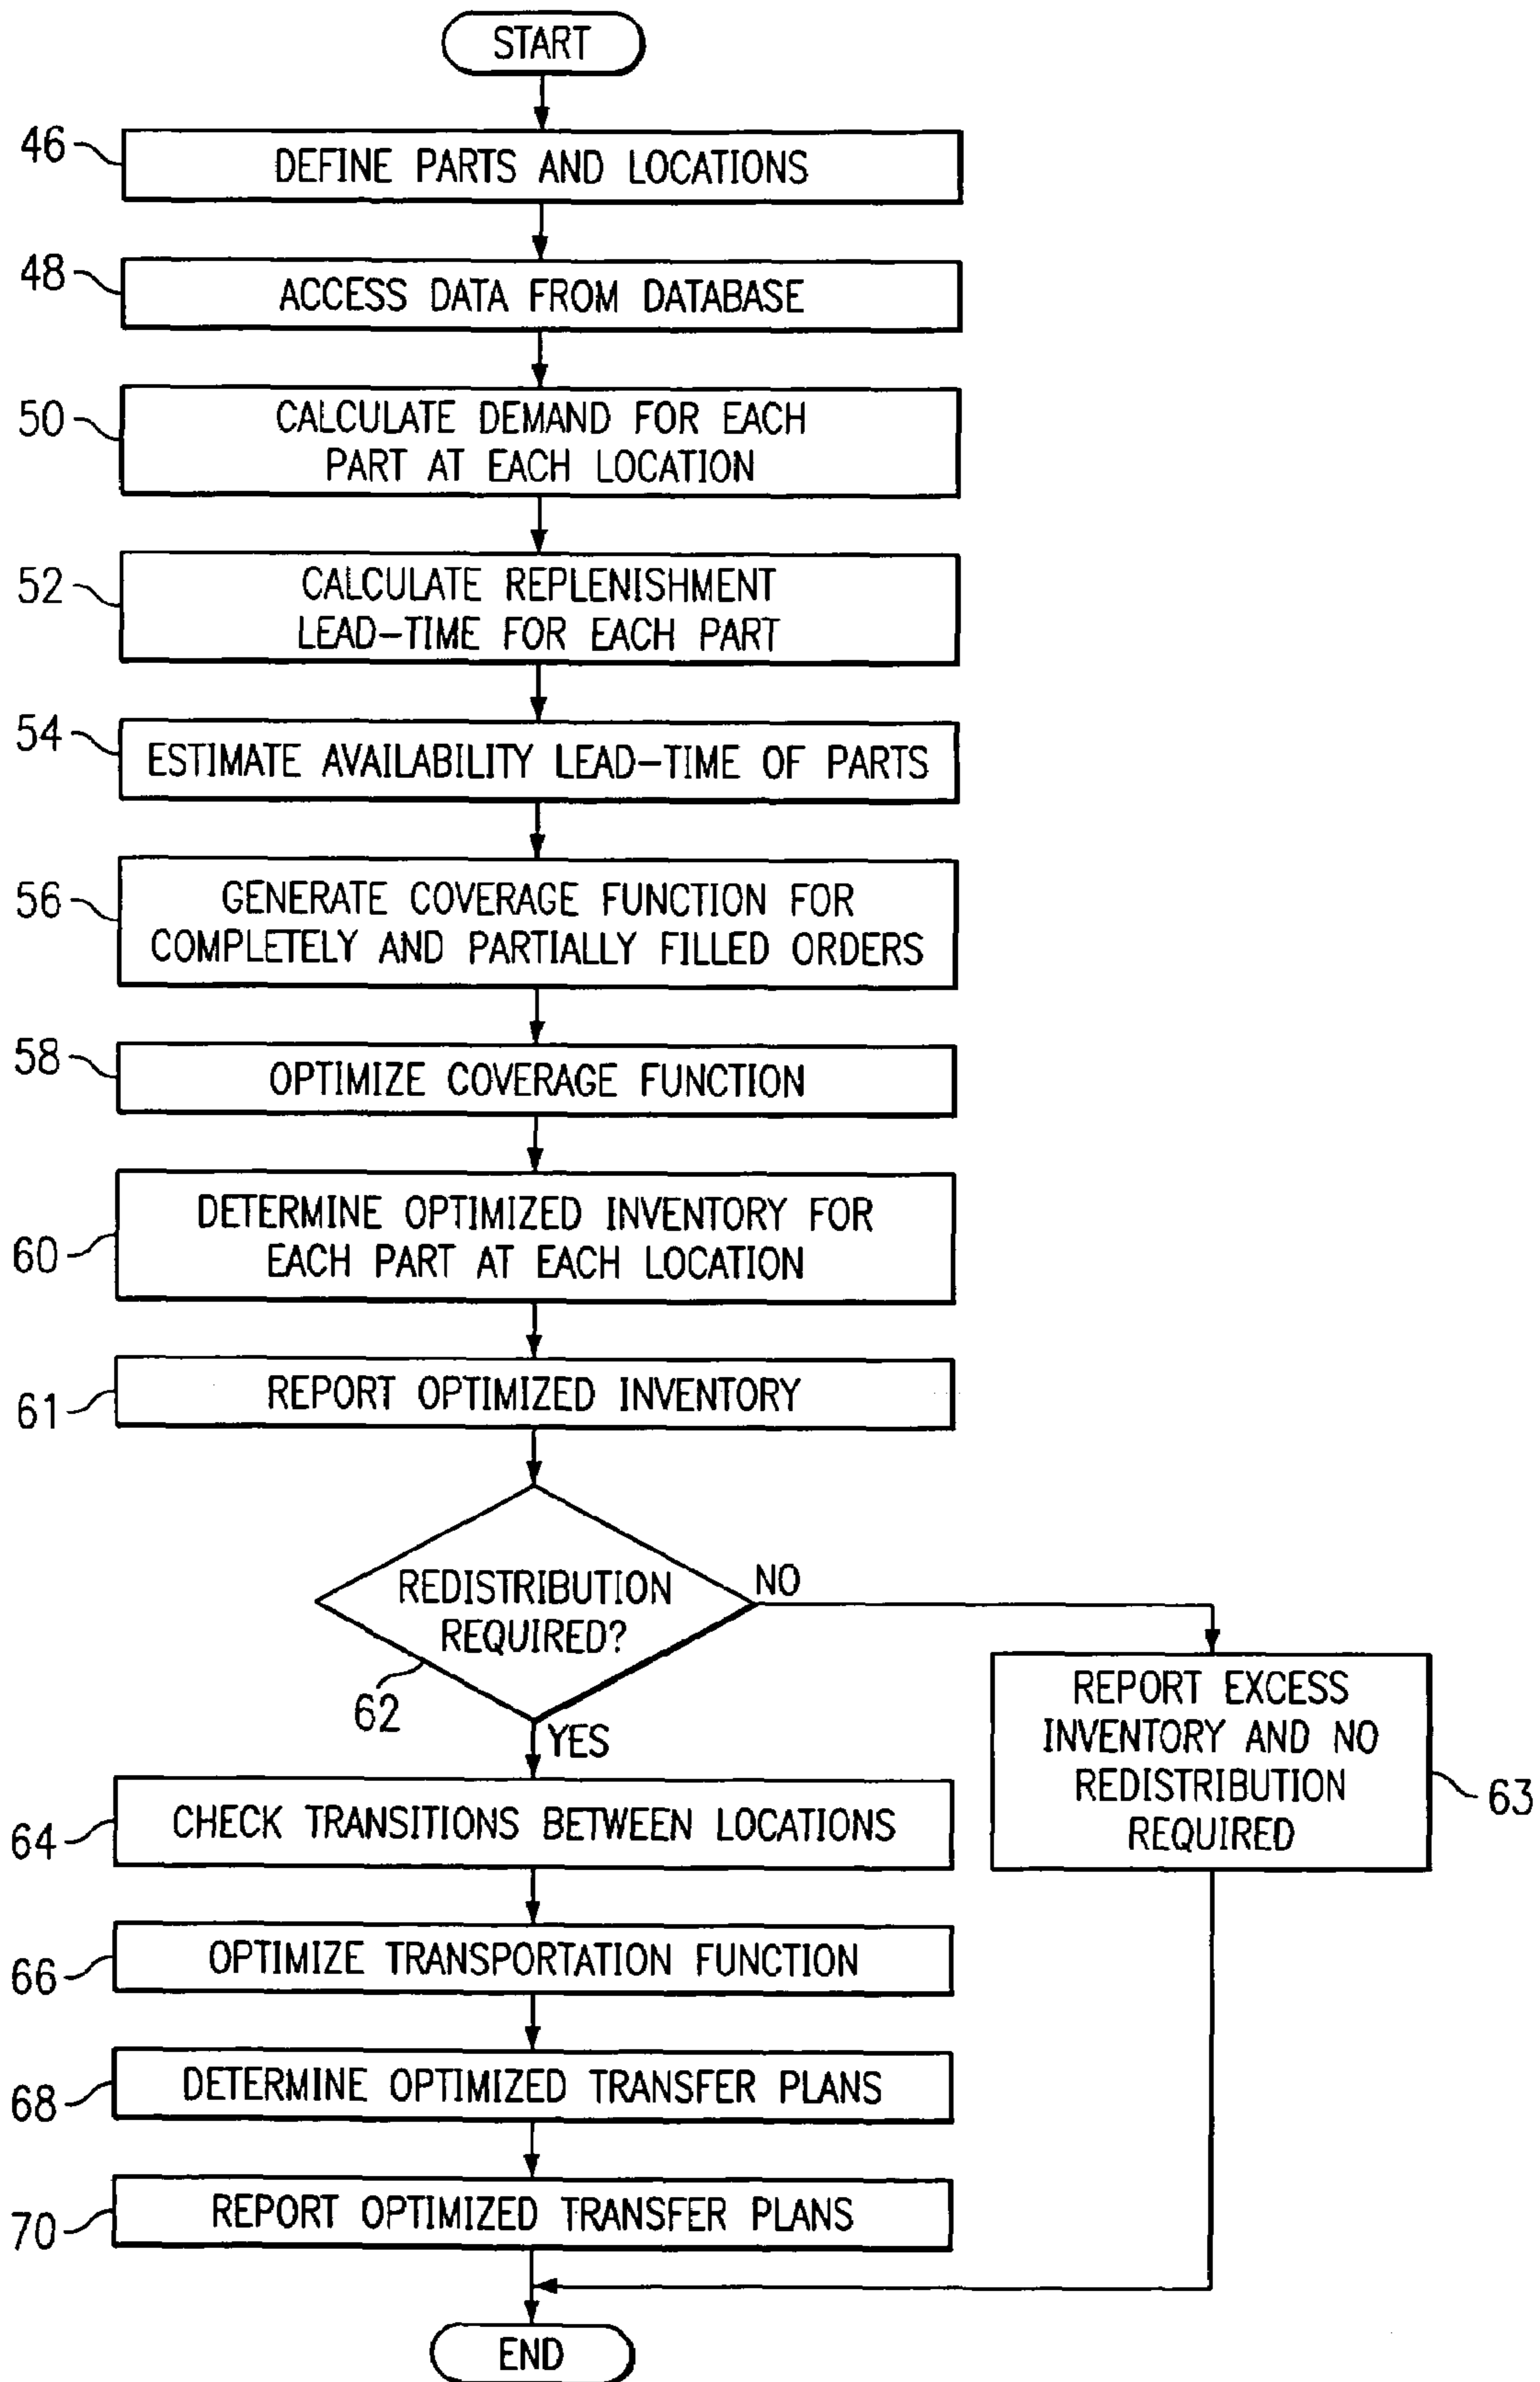 START
46
DEFINE PARTS AND LOCATIONS
48
ACCESS DATA FROM DATABASE
50
CALCULATE DEMAND FOR EACH
PART AT EACH LOCATION
52
CALCULATE REPLENISHMENT
LEAD-TIME FOR EACH PART
54
ESTIMATE AVAILABILITY LEAD-TIME OF PARTS
56
GENERATE COVERAGE FUNCTION FOR
COMPLETELY AND PARTIALLY FILLED ORDERS
58
OPTIMIZE COVERAGE FUNCTION
60
DETERMINE OPTIMIZED INVENTORY FOR
EACH PART AT EACH LOCATION
61
REPORT OPTIMIZED INVENTORY
REDISTRIBUTION
REQUIRED?
62
NO
YES
REPORT EXCESS
INVENTORY AND NO
REDISTRIBUTION
REQUIRED
63
64
CHECK TRANSITIONS BETWEEN LOCATIONS
66
OPTIMIZE TRANSPORTATION FUNCTION
68
DETERMINE OPTIMIZED TRANSFER PLANS
70
REPORT OPTIMIZED TRANSFER PLANS
END